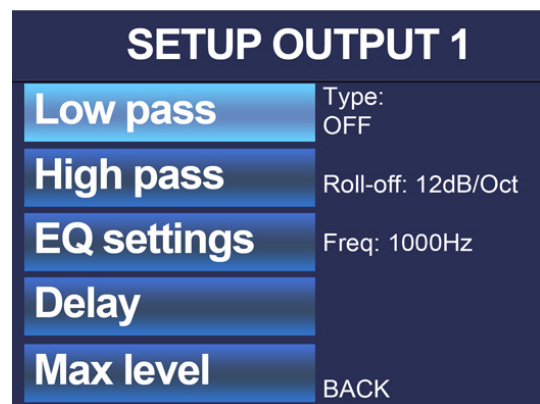 SETUP OUTPUT 1
Low pass
Type:
OFF
High pass
Roll-off: 12dB/Oct
EQ settings
Freq: 1000Hz
Delay
Max level
BACK